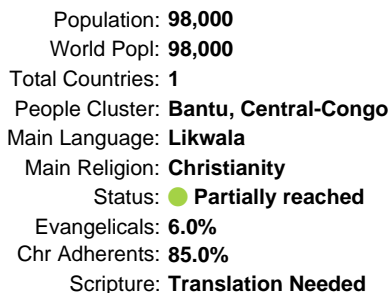 Population: 98,000
World Popl: 98,000
Total Countries: 1
People Cluster: Bantu, Central-Congo
Main Language: Likwala
Main Religion: Christianity
Status: Partially reached
Evangelicals: 6.0%
Chr Adherents: 85.0%
Scripture: Translation Needed